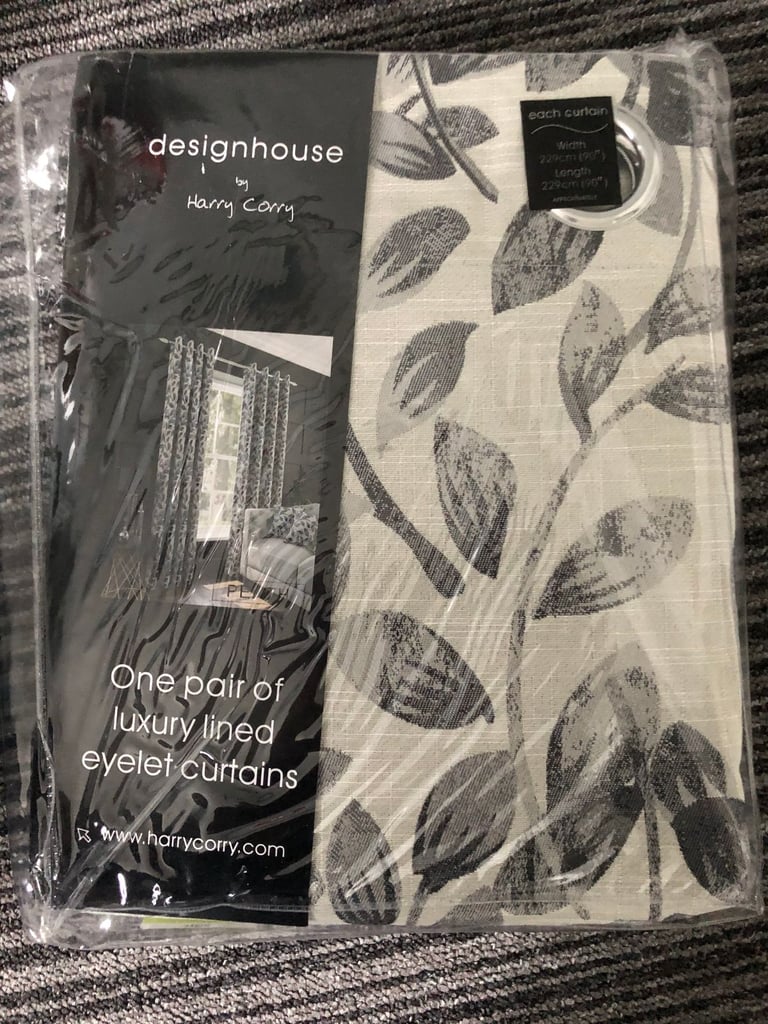 designhouse
by
Harry Corry
each curtain
Width
229cm (90")
Length
229cm (90")
APPROXIMATELY
One pair of
luxury lined
eyelet curtains
www.harrycorry.com